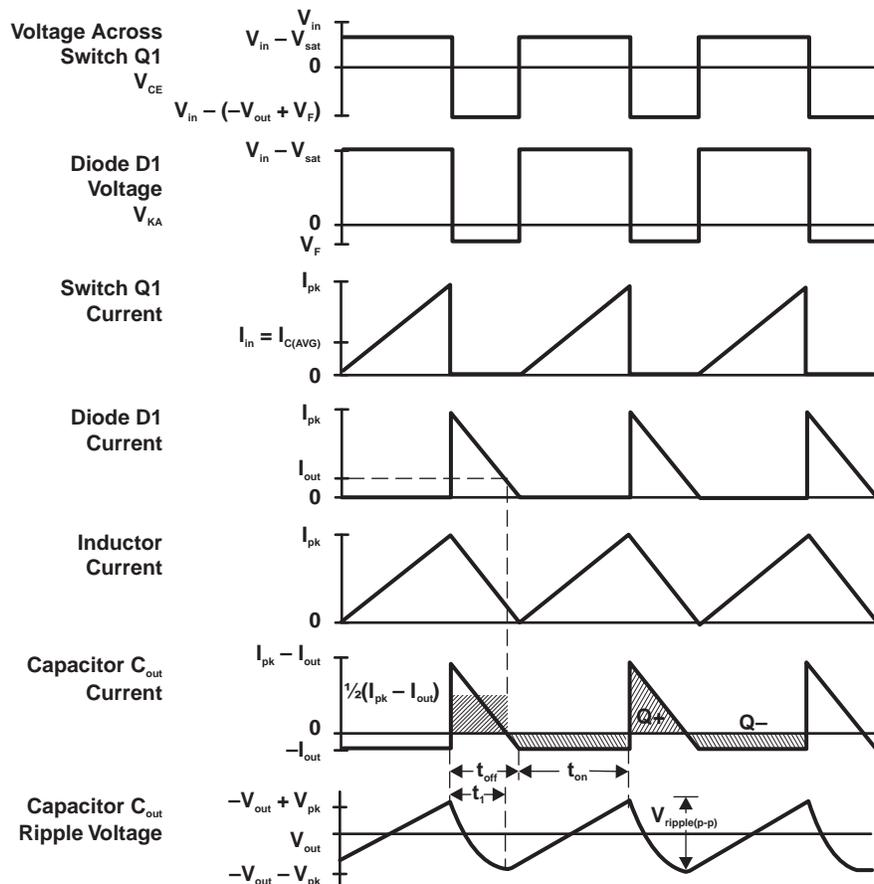 Voltage Across
Switch Q1
V_CE
V_in
V_in – V_sat
0
V_in – (–V_out + V_F)
Diode D1
Voltage
V_KA
V_in – V_sat
0
V_F
Switch Q1
Current
I_pk
I_in = I_C(AVG)
0
Diode D1
Current
I_pk
I_out
0
Inductor
Current
I_pk
0
Capacitor C_out
Current
I_pk – I_out
½(I_pk – I_out)
0
–I_out
Q+
Q–
t_off
t_on
t_1
Capacitor C_out
Ripple Voltage
–V_out + V_pk
V_out
–V_out – V_pk
V_ripple(p-p)